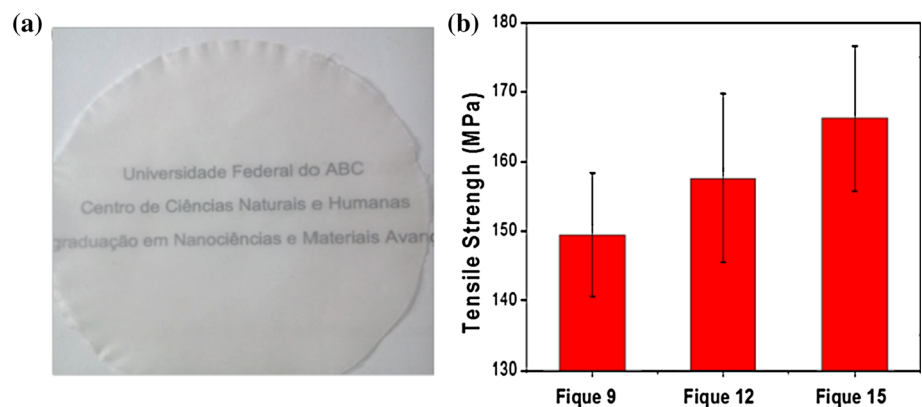 (a)
Universidade Federal do ABC
Centro de Ciências Naturais e Humanas
graduação em Nanociências e Materiais Avanc
(b)
Tensile Strengh (MPa)
180
170
160
150
140
130
Fique 9
Fique 12
Fique 15